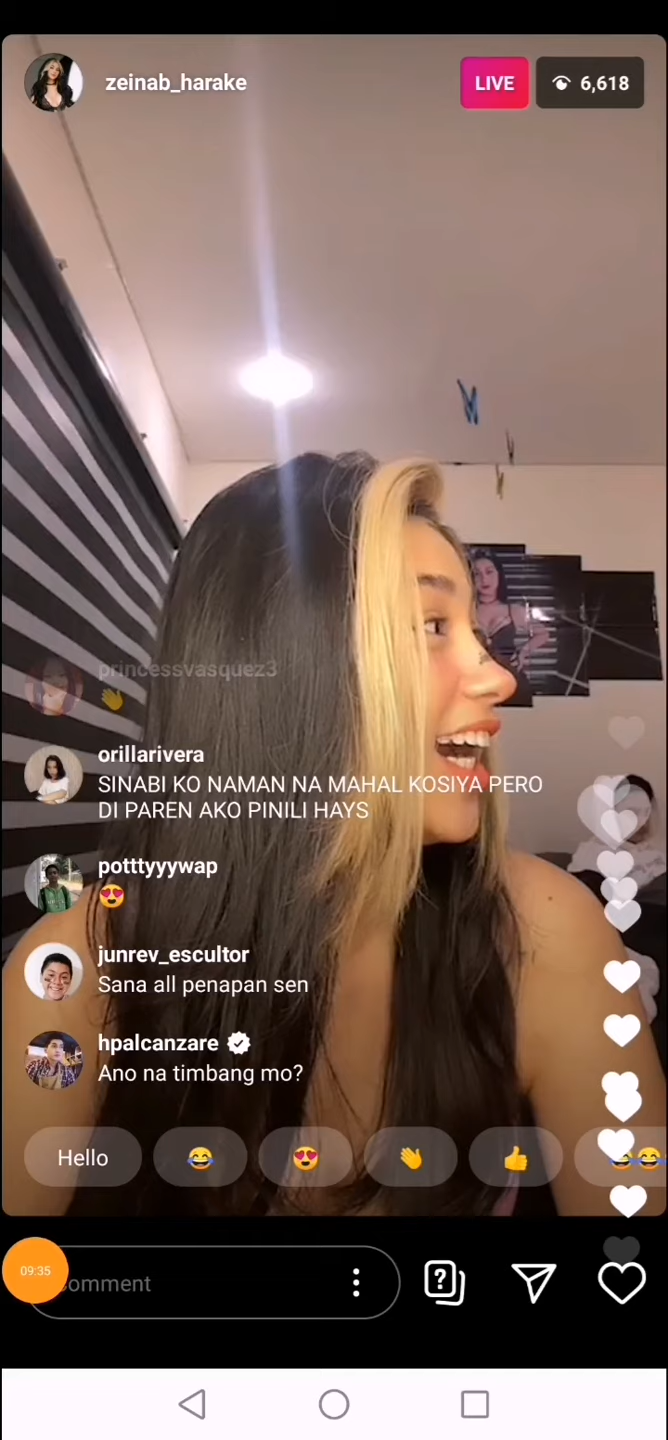 zeinab_harake
LIVE
6,618
princessvasquez3
👋
orillarivera
SINABI KO NAMAN NA MAHAL KOSIYA PERO
DI PAREN AKO PINILI HAYS
potttyyywap
😍
junrev_escultor
Sana all penapan sen
hpalcanzare
Ano na timbang mo?
Hello 😂 😍 👋 👍 😂😂
09:35
omment